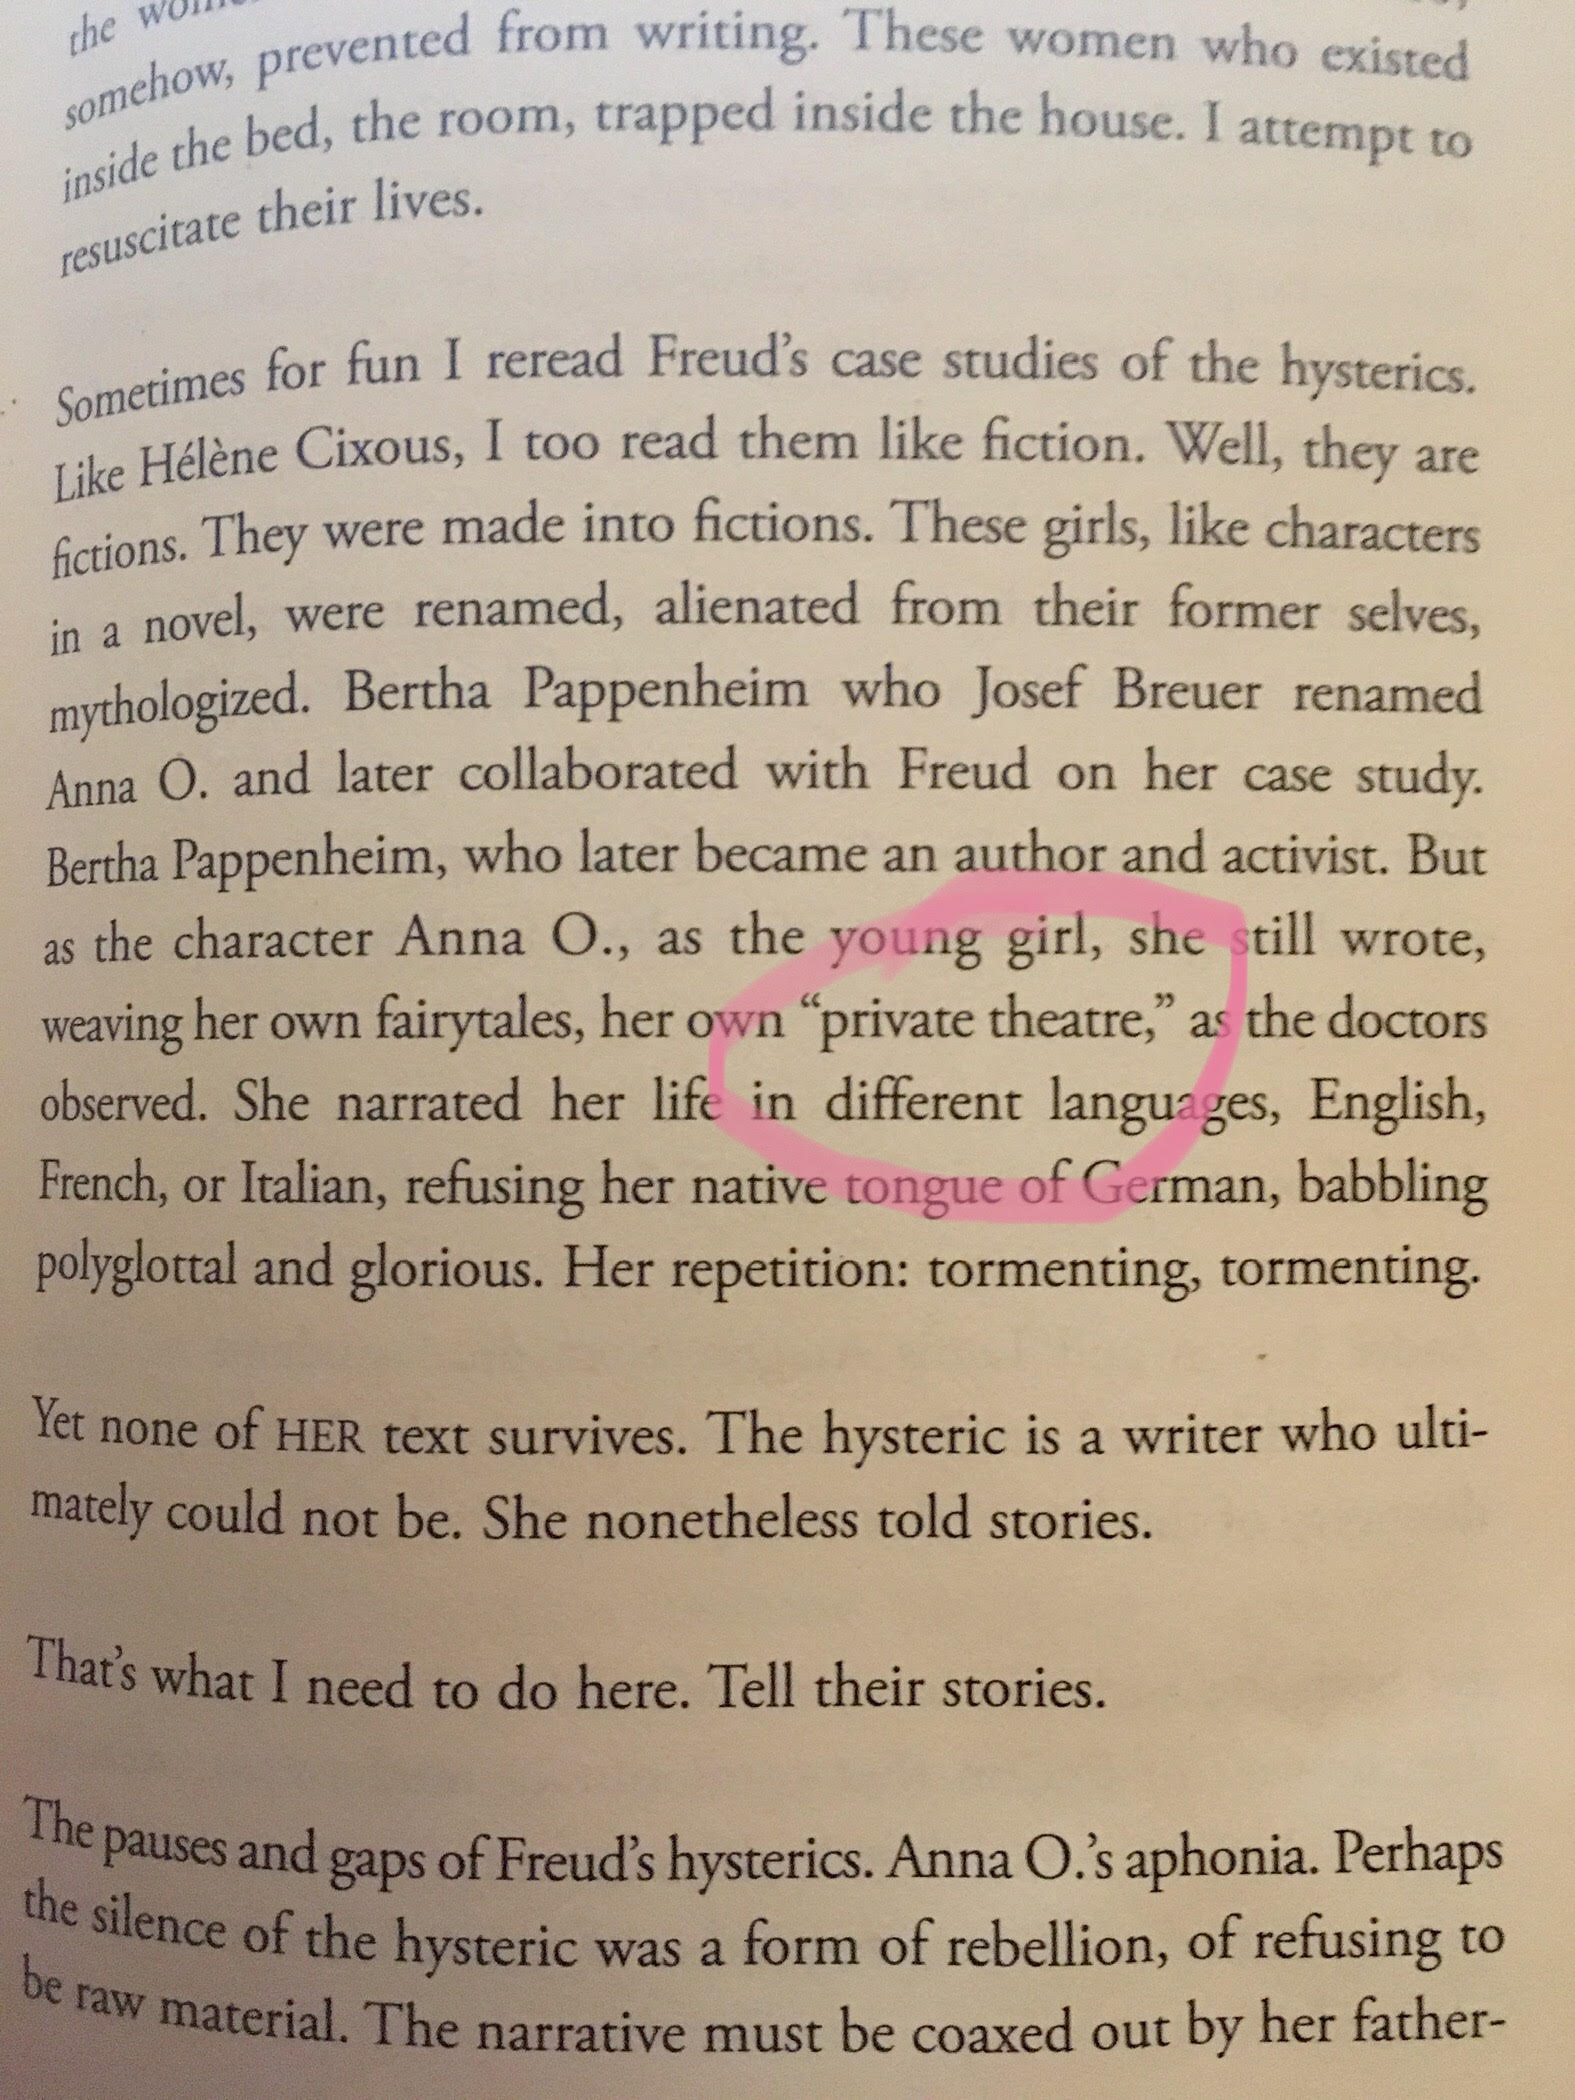 the
somehow, prevented from writing. These women who existed
inside the bed, the room, trapped inside the house. I attempt to
resuscitate their lives.
Sometimes for fun I reread Freud’s case studies of the hysterics.
Like Hélène Cixous, I too read them like fiction. Well, they are
fictions. They were made into fictions. These girls, like characters
in a novel, were renamed, alienated from their former selves,
mythologized. Bertha Pappenheim who Josef Breuer renamed
Anna O. and later collaborated with Freud on her case study.
Bertha Pappenheim, who later became an author and activist. But
as the character Anna O., as the young girl, she still wrote,
weaving her own fairytales, her own “private theatre,” as the doctors
observed. She narrated her life in different languages, English,
French, or Italian, refusing her native tongue of German, babbling
polyglottal and glorious. Her repetition: tormenting, tormenting.
Yet none of HER text survives. The hysteric is a writer who ulti-
mately could not be. She nonetheless told stories.
That’s what I need to do here. Tell their stories.
The pauses and gaps of Freud’s hysterics. Anna O.’s aphonia. Perhaps
the silence of the hysteric was a form of rebellion, of refusing to
be raw material. The narrative must be coaxed out by her father-